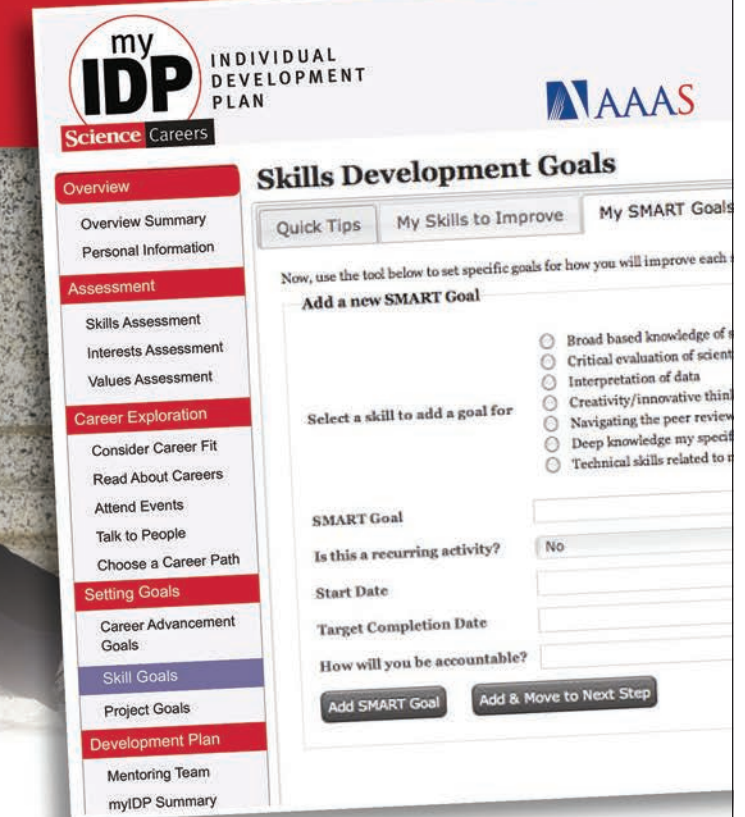 my
IDP
INDIVIDUAL
DEVELOPMENT
PLAN
Science Careers
AAAS
Overview
Overview Summary
Personal Information
Assessment
Skills Assessment
Interests Assessment
Values Assessment
Career Exploration
Consider Career Fit
Read About Careers
Attend Events
Talk to People
Choose a Career Path
Setting Goals
Career Advancement
Goals
Skill Goals
Project Goals
Development Plan
Mentoring Team
myIDP Summary
Skills Development Goals
Quick Tips
My Skills to Improve
My SMART Goals
Now, use the tool below to set specific goals for how you will improve each
Add a new SMART Goal
Select a skill to add a goal for
Broad based knowledge of
Critical evaluation of
Interpretation of data
Creativity/innovative
Navigating the peer review
Deep knowledge my
Technical skills related to
SMART Goal
Is this a recurring activity?
No
Start Date
Target Completion Date
How will you be accountable?
Add SMART Goal
Add & Move to Next Step